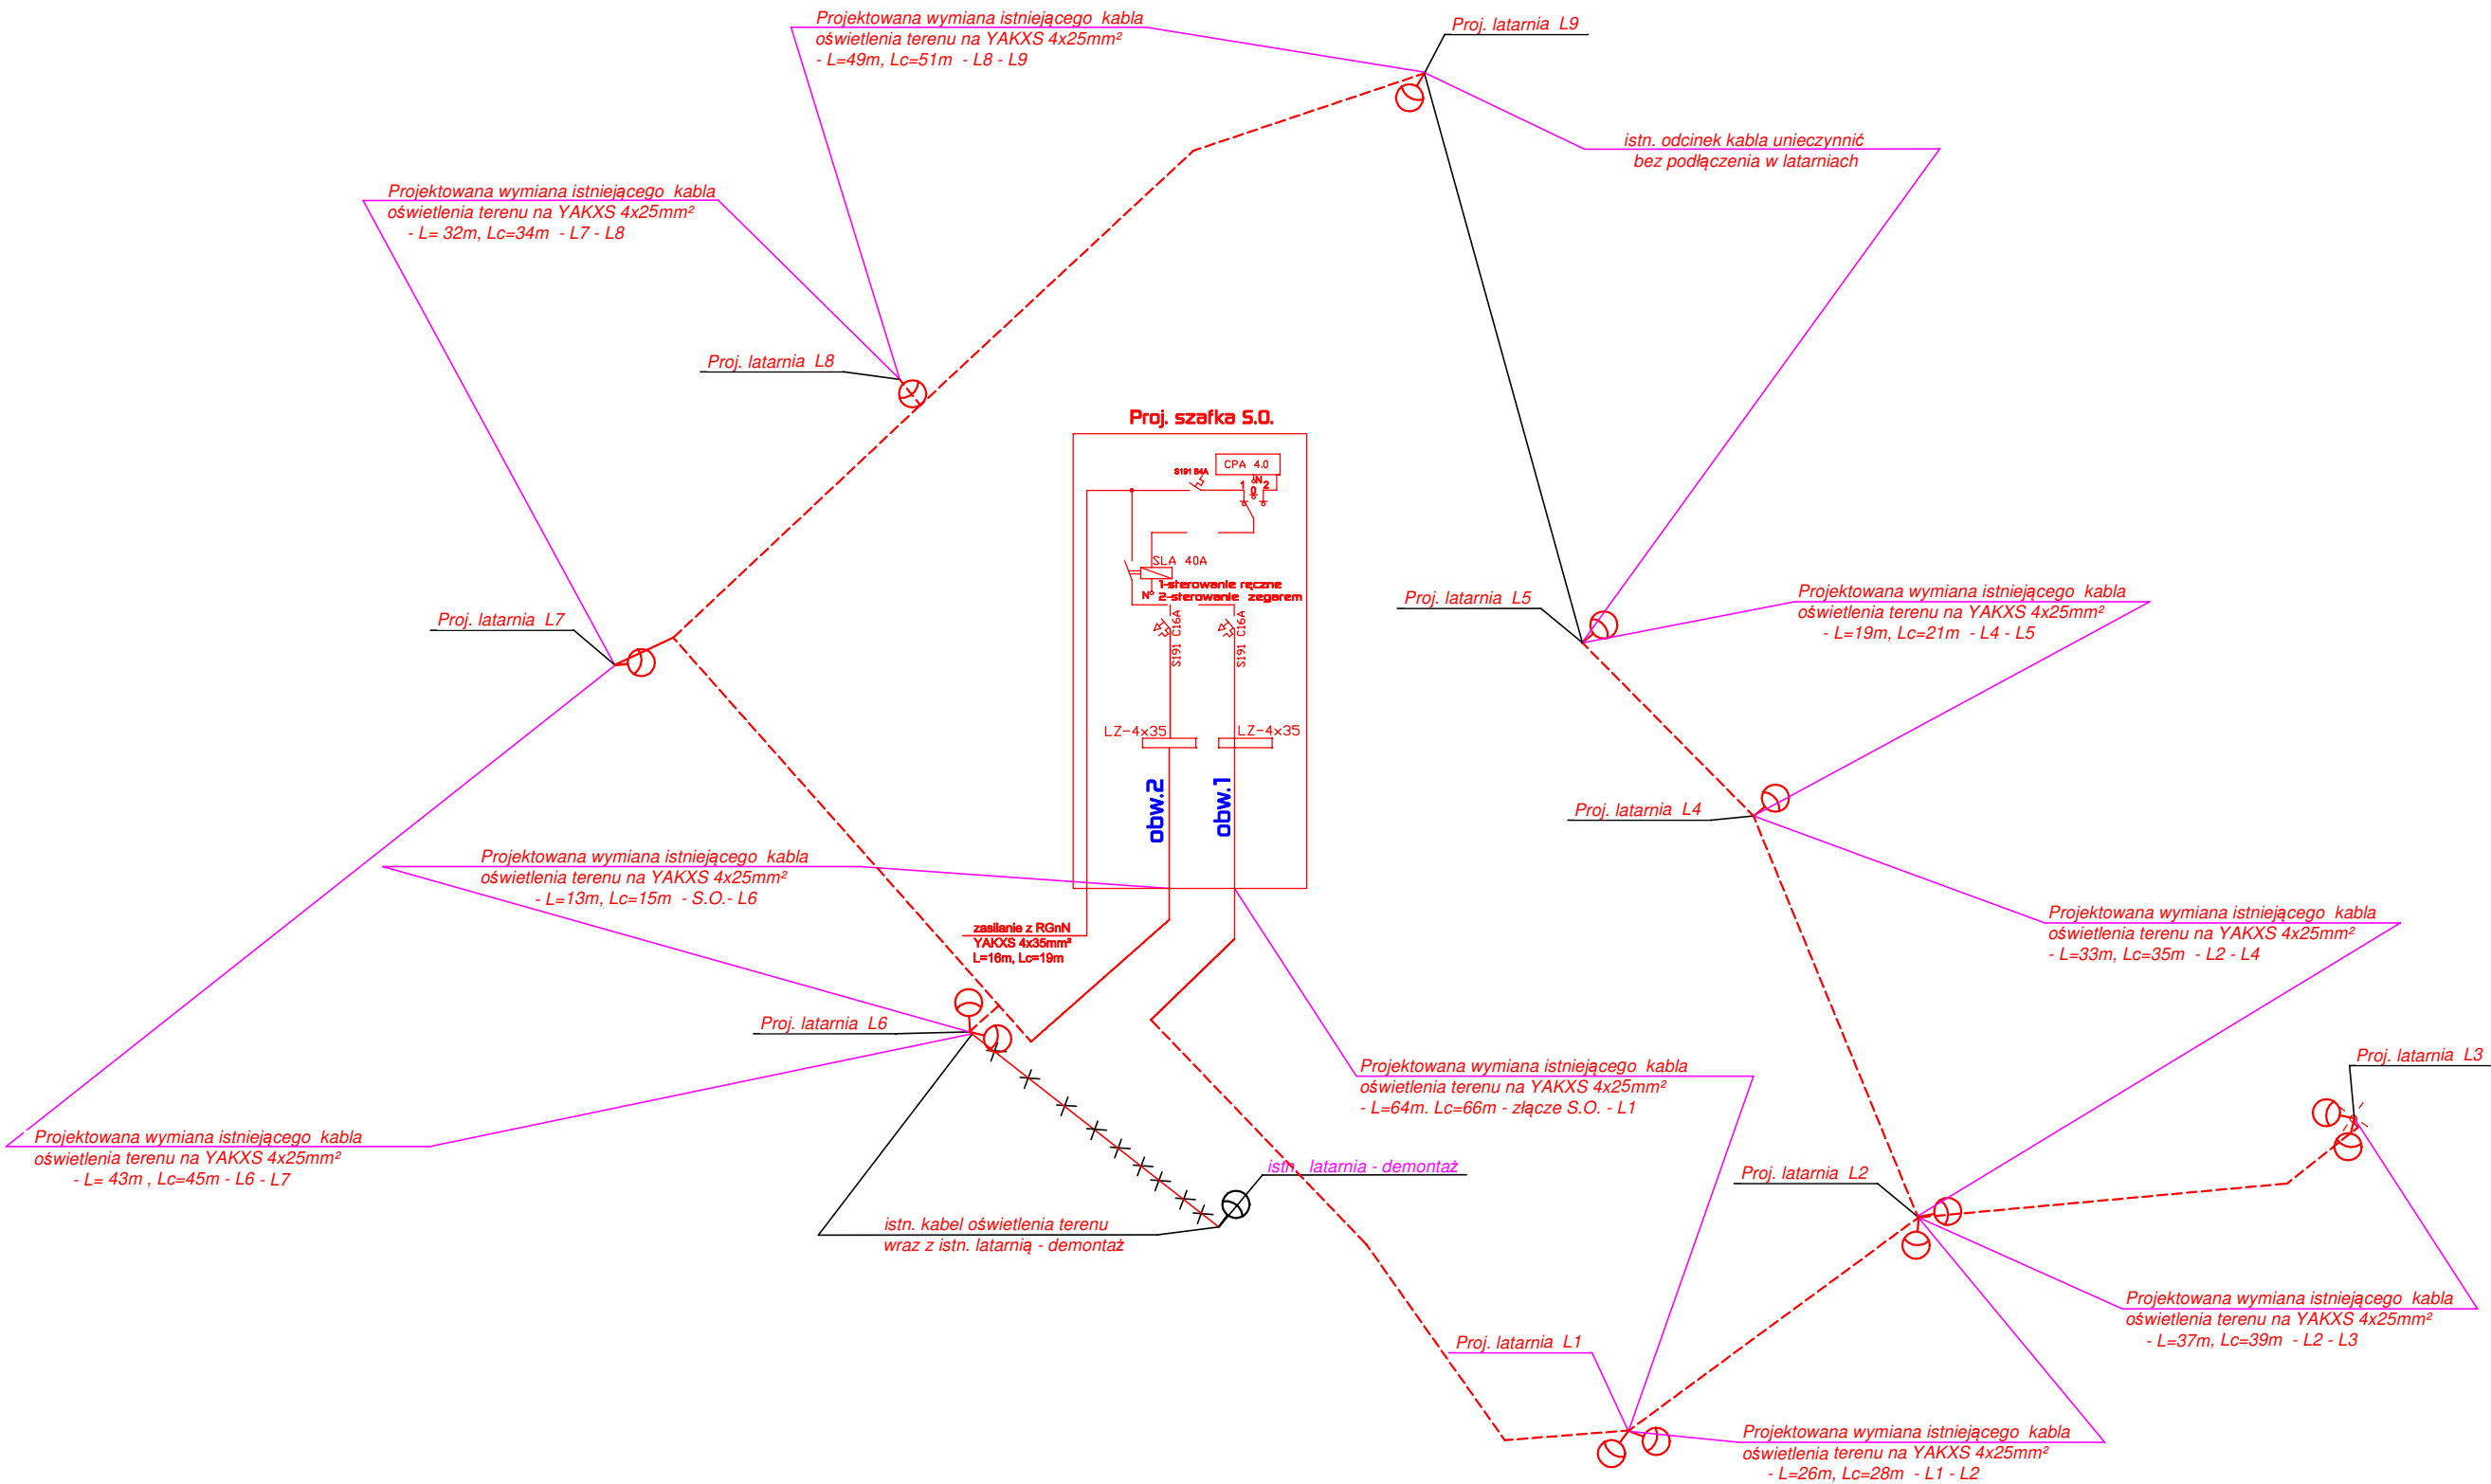 Projektowana wymiana istniejącego kabla
oświetlenia terenu na YAKXS 4x25mm²
- L=49m, Lc=51m - L8 - L9
Proj. latarnia L9
istn. odcinek kabla unieczynnić
bez podłączenia w latarniach
Projektowana wymiana istniejącego kabla
oświetlenia terenu na YAKXS 4x25mm²
- L= 32m, Lc=34m - L7 - L8
Proj. latarnia L8
Proj. szafka S.O.
CPA 4.0
S191 B4A
N
1 0 2
SLA 40A
1-sterowanie ręczne
N
2-sterowanie zegarem
S191 C16A
S191 C16A
LZ-4x35
LZ-4x35
obw.2
obw.1
Proj. latarnia L7
Proj. latarnia L5
Projektowana wymiana istniejącego kabla
oświetlenia terenu na YAKXS 4x25mm²
- L=19m, Lc=21m - L4 - L5
Proj. latarnia L4
Projektowana wymiana istniejącego kabla
oświetlenia terenu na YAKXS 4x25mm²
- L=13m, Lc=15m - S.O.- L6
zasilanie z RGnN
YAKXS 4x35mm²
L=16m, Lc=19m
Projektowana wymiana istniejącego kabla
oświetlenia terenu na YAKXS 4x25mm²
- L=33m, Lc=35m - L2 - L4
Proj. latarnia L6
Projektowana wymiana istniejącego kabla
oświetlenia terenu na YAKXS 4x25mm²
- L=64m. Lc=66m - złącze S.O. - L1
Proj. latarnia L3
Projektowana wymiana istniejącego kabla
oświetlenia terenu na YAKXS 4x25mm²
- L= 43m , Lc=45m - L6 - L7
istn. latarnia - demontaż
Proj. latarnia L2
istn. kabel oświetlenia terenu
wraz z istn. latarnią - demontaż
Projektowana wymiana istniejącego kabla
oświetlenia terenu na YAKXS 4x25mm²
- L=37m, Lc=39m - L2 - L3
Proj. latarnia L1
Projektowana wymiana istniejącego kabla
oświetlenia terenu na YAKXS 4x25mm²
- L=26m, Lc=28m - L1 - L2